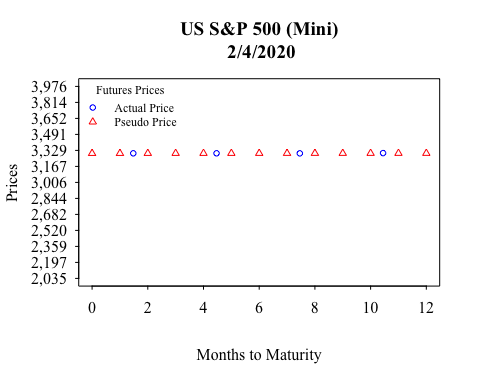 US S&P 500 (Mini)
2/4/2020
Futures Prices
Actual Price
Pseudo Price
Prices
3,976
3,814
3,652
3,491
3,329
3,167
3,006
2,844
2,682
2,520
2,359
2,197
2,035
0 2 4 6 8 10 12
Months to Maturity